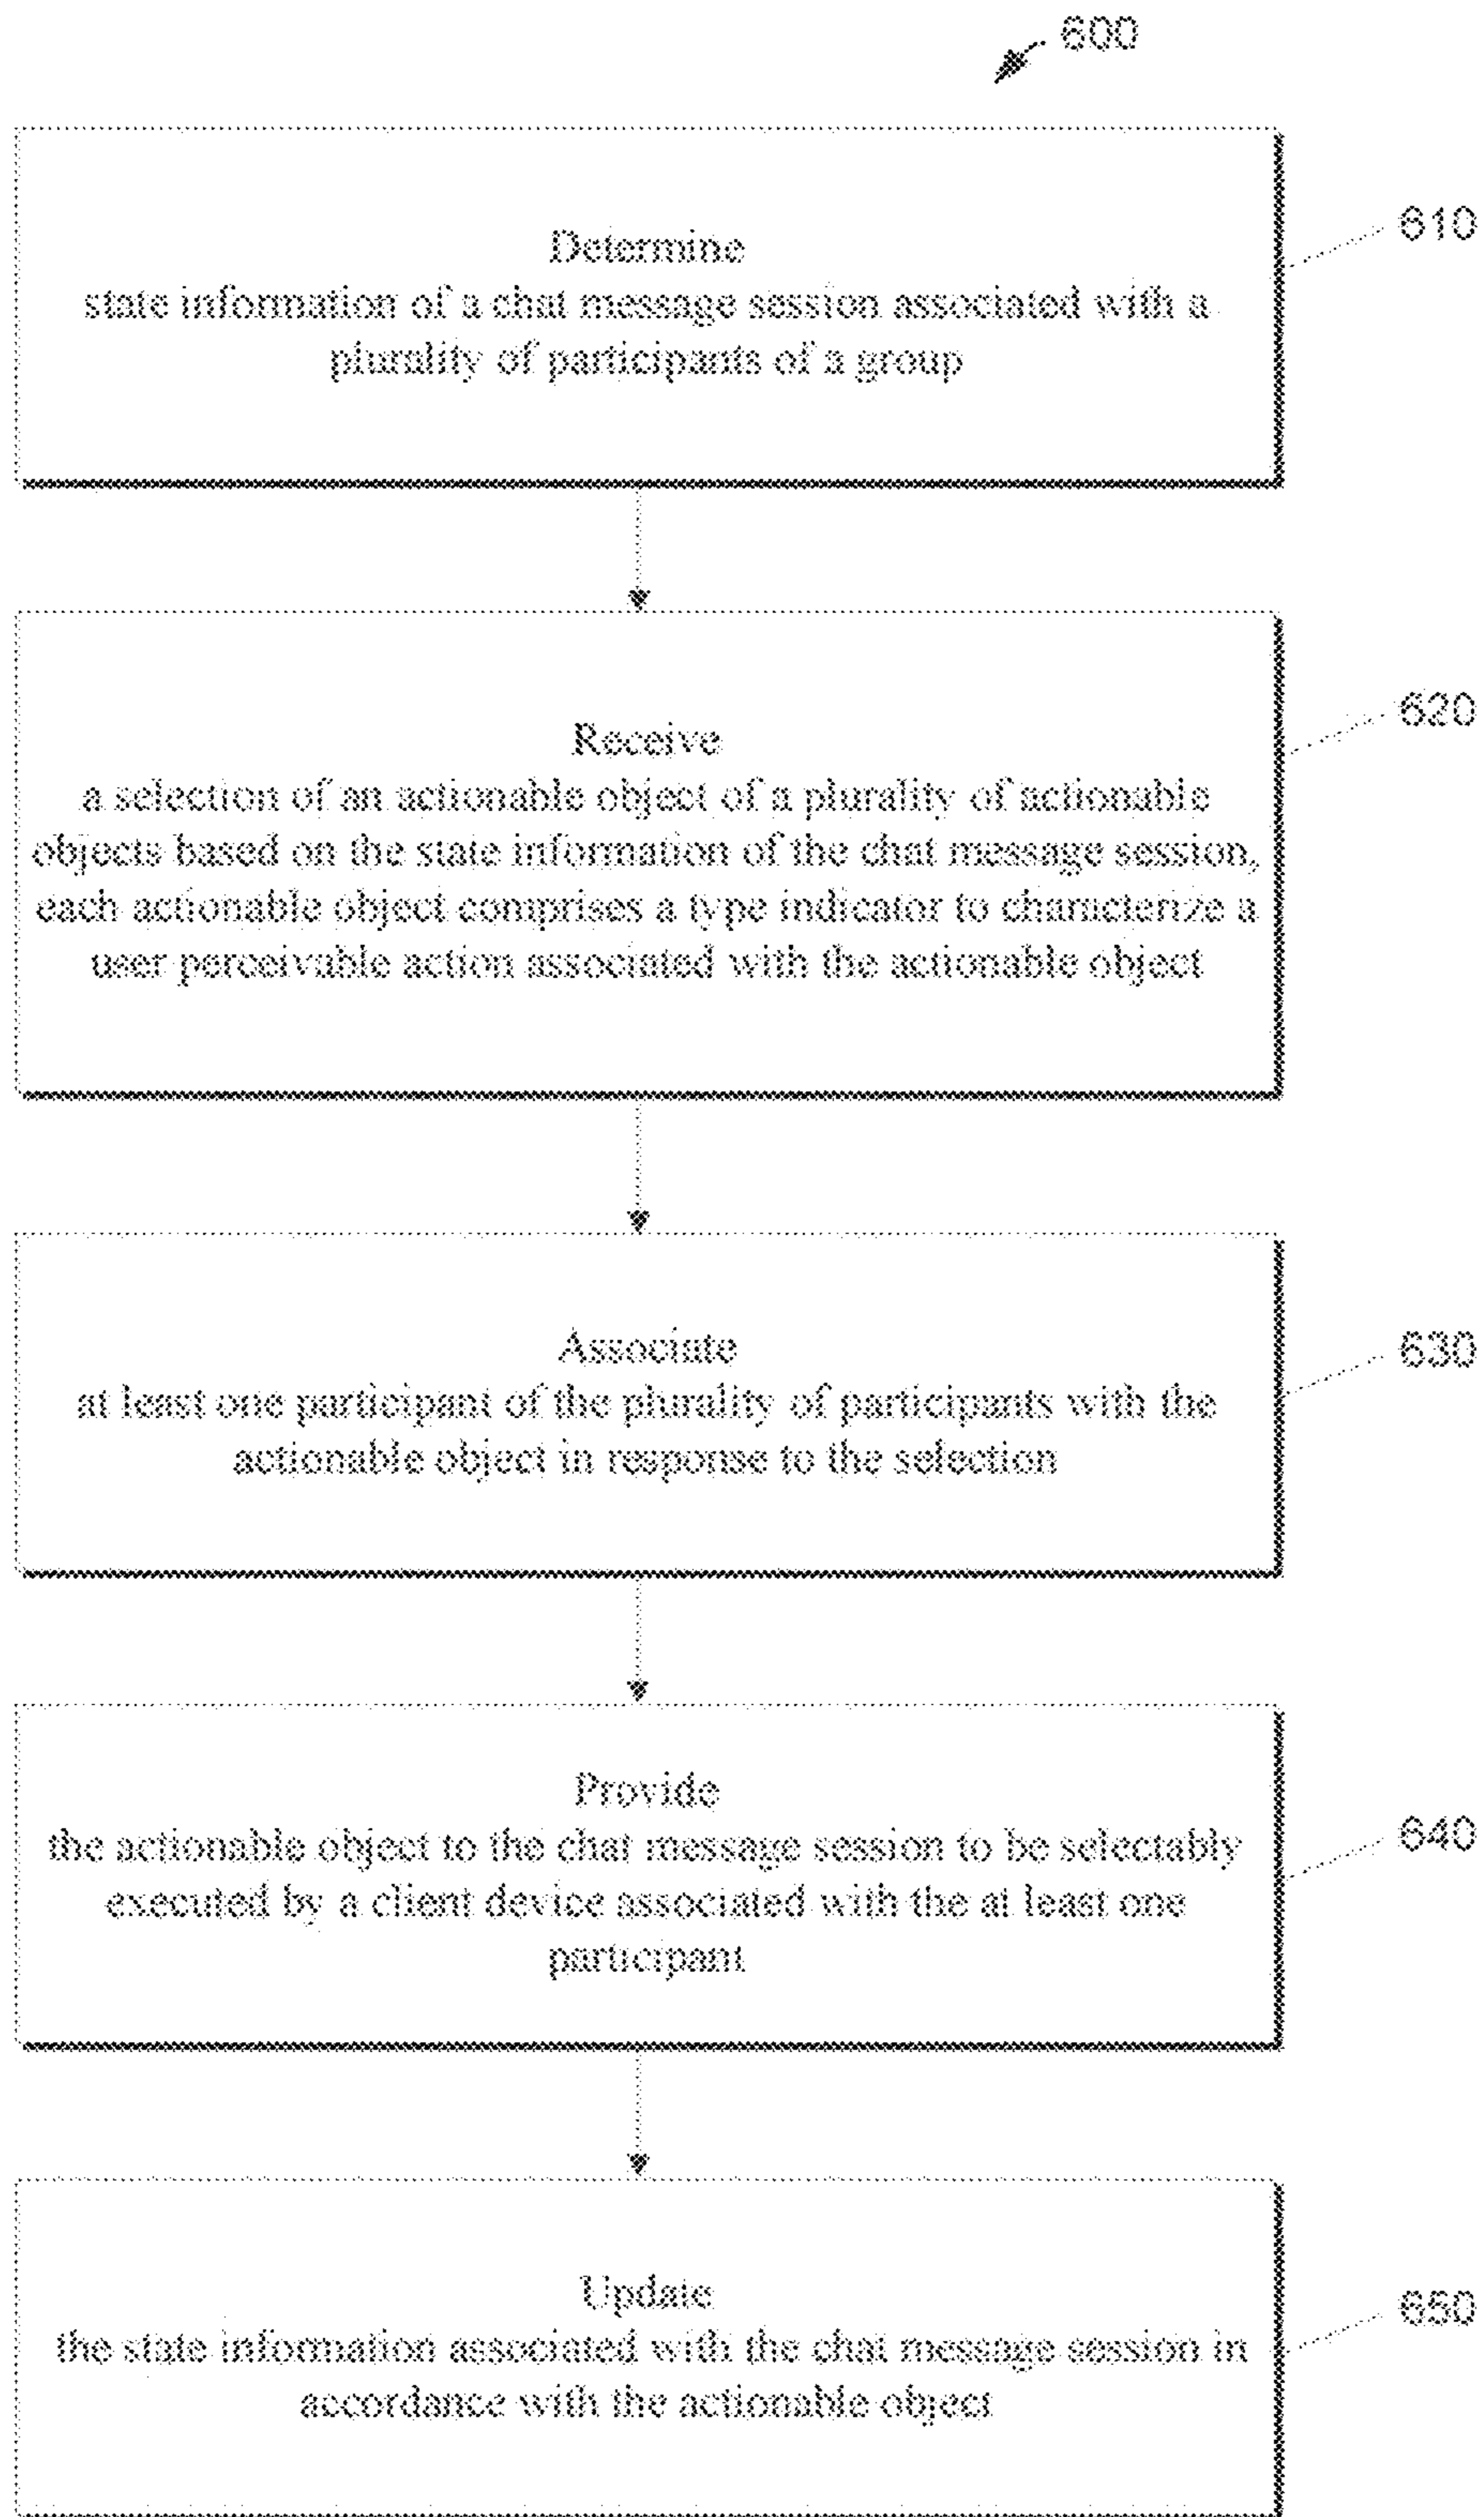 600
Determine
state information of a chat message session associated with a
plurality of participants of a group
610
Receive
a selection of an actionable object of a plurality of actionable
objects based on the state information of the chat message session,
each actionable object comprises a type indicator to characterize a
user perceivable action associated with the actionable object
620
Associate
at least one participant of the plurality of participants with the
actionable object in response to the selection
630
Provide
the actionable object to the chat message session to be selectably
executed by a client device associated with the at least one
participant
640
Update
the state information associated with the chat message session in
accordance with the actionable object
650